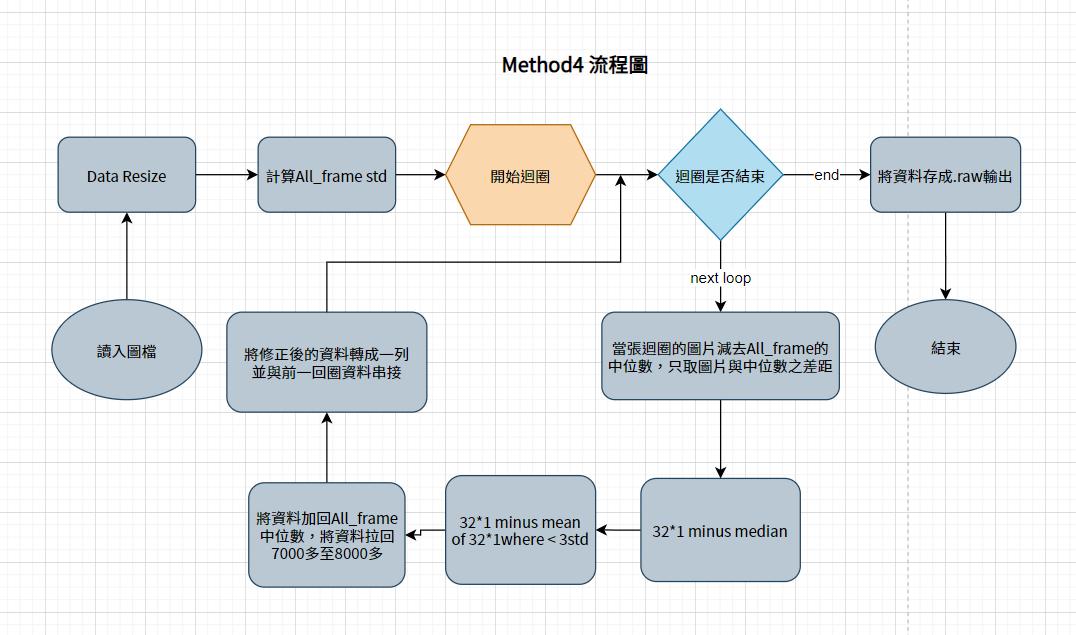 Method4 流程圖
Data Resize
計算All_frame std
開始迴圈
迴圈是否結束
end
將資料存成.raw輸出
next loop
讀入圖檔
將修正後的資料轉成一列
並與前一回圈資料串接
當張迴圈的圖片減去All_frame的
中位數，只取圖片與中位數之差距
結束
將資料加回All_frame
中位數，將資料拉回
7000多至8000多
32*1 minus mean
of 32*1where < 3std
32*1 minus median